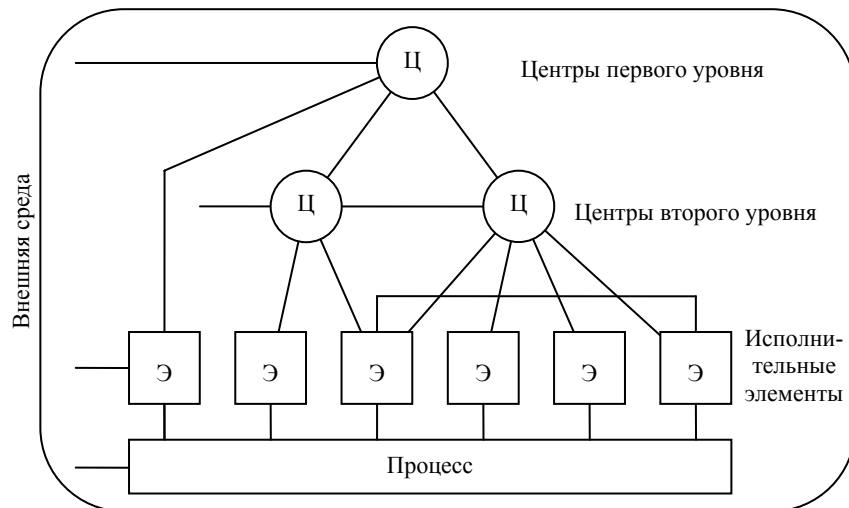 Ц
Центры первого уровня
Внешняя среда
Ц
Ц
Центры второго уровня
Э
Э
Э
Э
Э
Э
Исполни-
тельные
элементы
Процесс